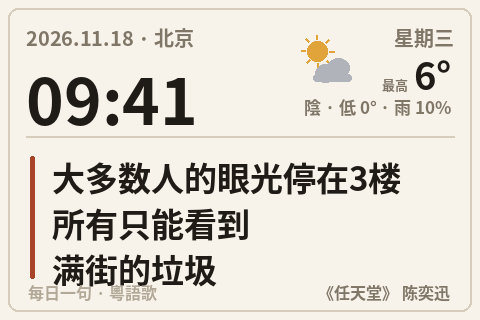 2026.11.18 · 北京
星期三
09:41
最高 6°
陰 · 低 0° · 雨 10%
大多数人的眼光停在3楼
所有只能看到
满街的垃圾
每日一句 · 粵語歌
《任天堂》 陈奕迅